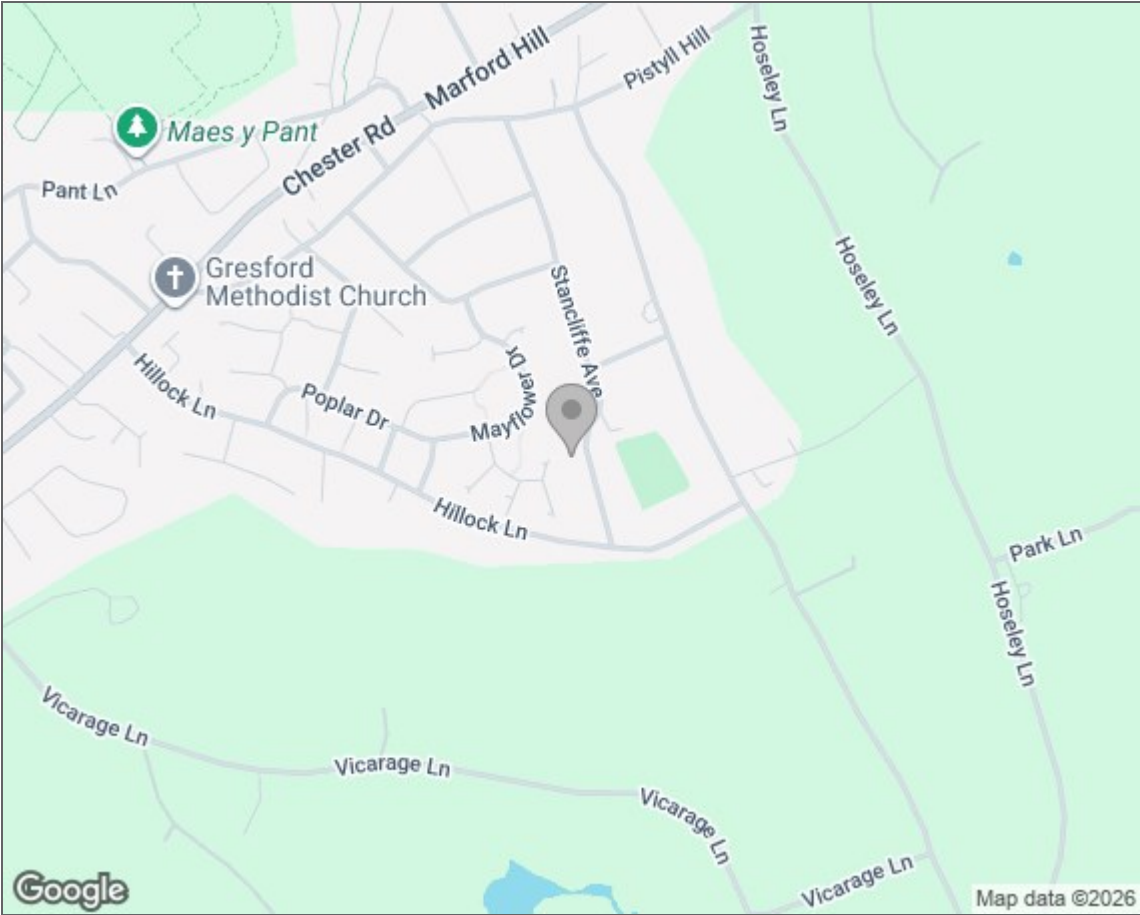 Marford Hill
Pistyll Hill
Hoseley Ln
Maes y Pant
Chester Rd
Pant Ln
Gresford
Methodist Church
Hoseley Ln
Stancliffe Ave
Hillock Ln
Mayflower Dr
Poplar Dr
Hillock Ln
Park Ln
Hoseley Ln
Vicarage Ln
Vicarage Ln
Vicarage Ln
Vicarage Ln
Google
Map data ©2026